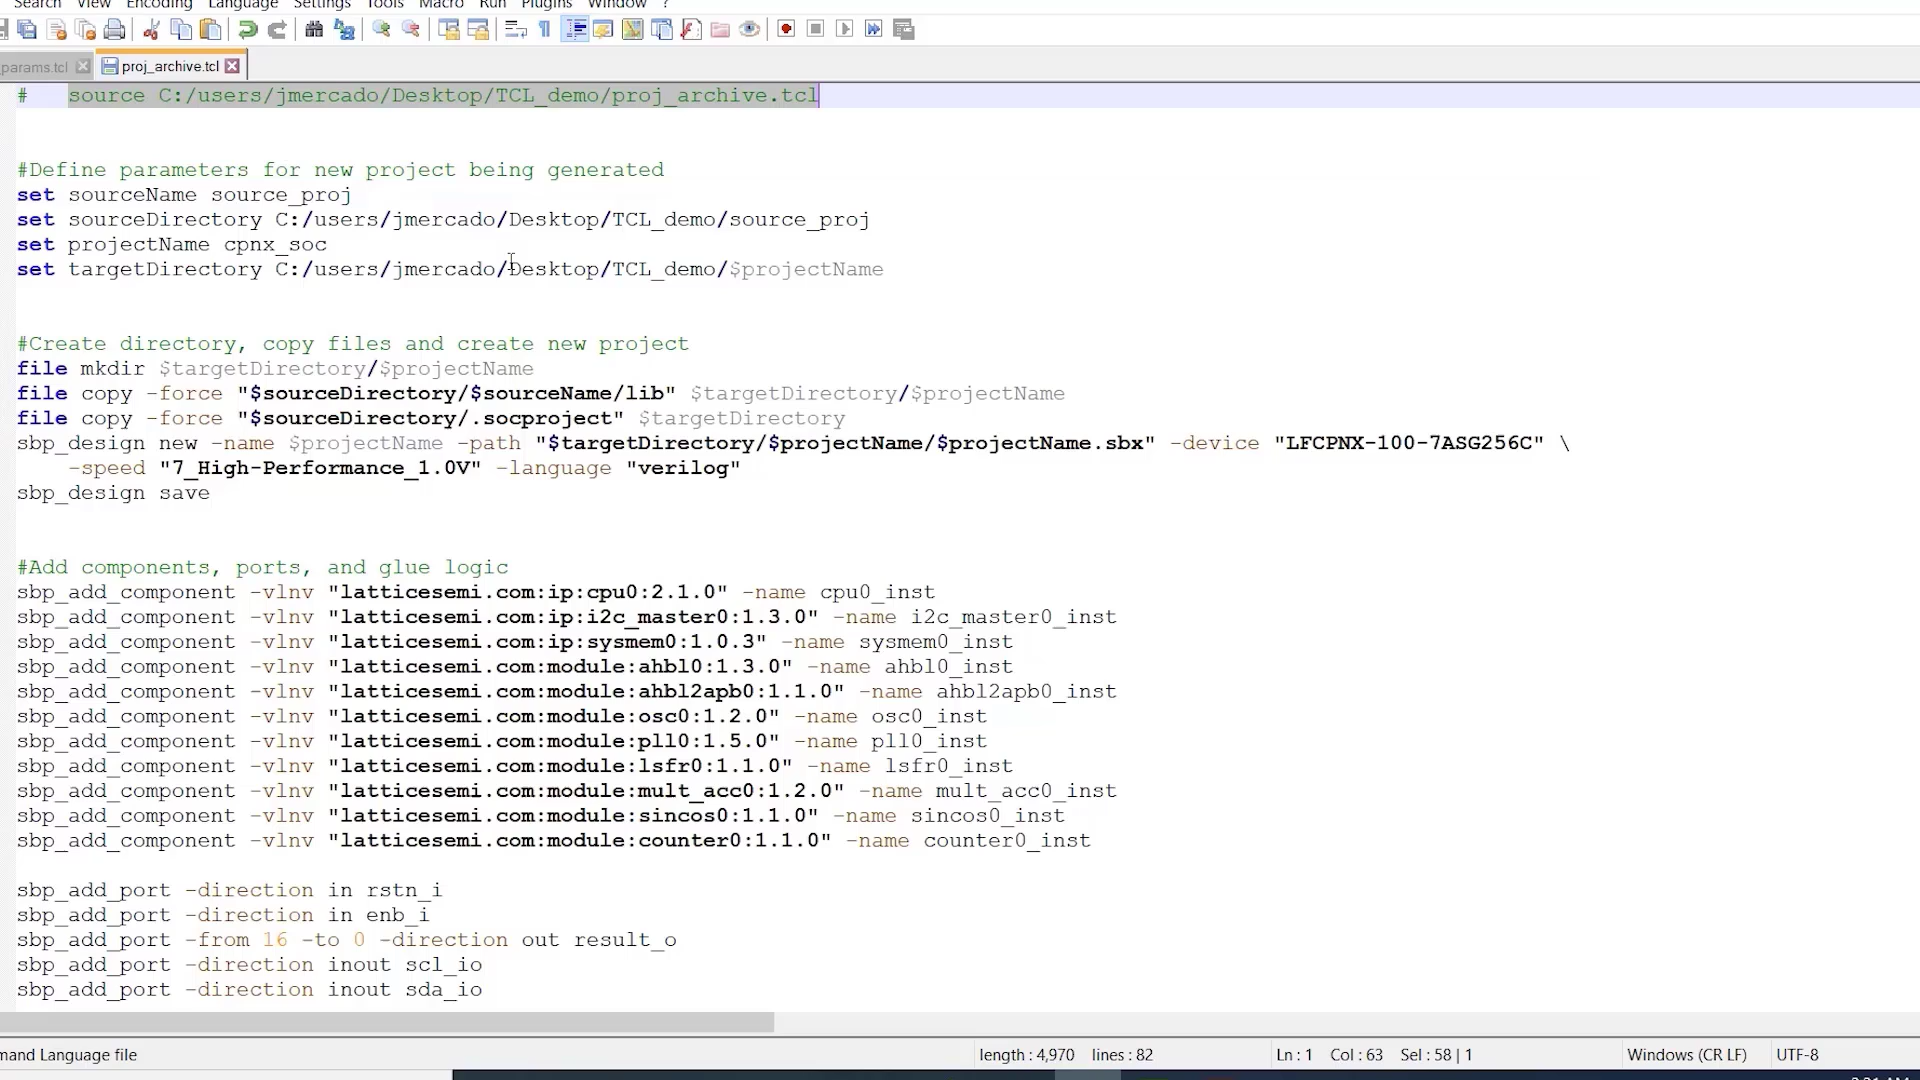 Search View Encoding Language Settings Tools Macro Run Plugins Window ?
params.tcl proj_archive.tcl
# source C:/users/jmercado/Desktop/TCL_demo/proj_archive.tcl
#Define parameters for new project being generated
set sourceName source_proj
set sourceDirectory C:/users/jmercado/Desktop/TCL_demo/source_proj
set projectName cpnx_soc
set targetDirectory C:/users/jmercado/Desktop/TCL_demo/$projectName
#Create directory, copy files and create new project
file mkdir $targetDirectory/$projectName
file copy -force "$sourceDirectory/$sourceName/lib" $targetDirectory/$projectName
file copy -force "$sourceDirectory/.socproject" $targetDirectory
sbp_design new -name $projectName -path "$targetDirectory/$projectName/$projectName.sbx" -device "LFCPNX-100-7ASG256C" \
-speed "7_High-Performance_1.0V" -language "verilog"
sbp_design save
#Add components, ports, and glue logic
sbp_add_component -vlnv "latticesemi.com:ip:cpu0:2.1.0" -name cpu0_inst
sbp_add_component -vlnv "latticesemi.com:ip:i2c_master0:1.3.0" -name i2c_master0_inst
sbp_add_component -vlnv "latticesemi.com:ip:sysmem0:1.0.3" -name sysmem0_inst
sbp_add_component -vlnv "latticesemi.com:module:ahbl0:1.3.0" -name ahbl0_inst
sbp_add_component -vlnv "latticesemi.com:module:ahbl2apb0:1.1.0" -name ahbl2apb0_inst
sbp_add_component -vlnv "latticesemi.com:module:osc0:1.2.0" -name osc0_inst
sbp_add_component -vlnv "latticesemi.com:module:pll0:1.5.0" -name pll0_inst
sbp_add_component -vlnv "latticesemi.com:module:lsfr0:1.1.0" -name lsfr0_inst
sbp_add_component -vlnv "latticesemi.com:module:mult_acc0:1.2.0" -name mult_acc0_inst
sbp_add_component -vlnv "latticesemi.com:module:sincos0:1.1.0" -name sincos0_inst
sbp_add_component -vlnv "latticesemi.com:module:counter0:1.1.0" -name counter0_inst
sbp_add_port -direction in rstn_i
sbp_add_port -direction in enb_i
sbp_add_port -from 16 -to 0 -direction out result_o
sbp_add_port -direction inout scl_io
sbp_add_port -direction inout sda_io
mand Language file length : 4,970 lines : 82 Ln : 1 Col : 63 Sel : 58 | 1 Windows (CR LF) UTF-8